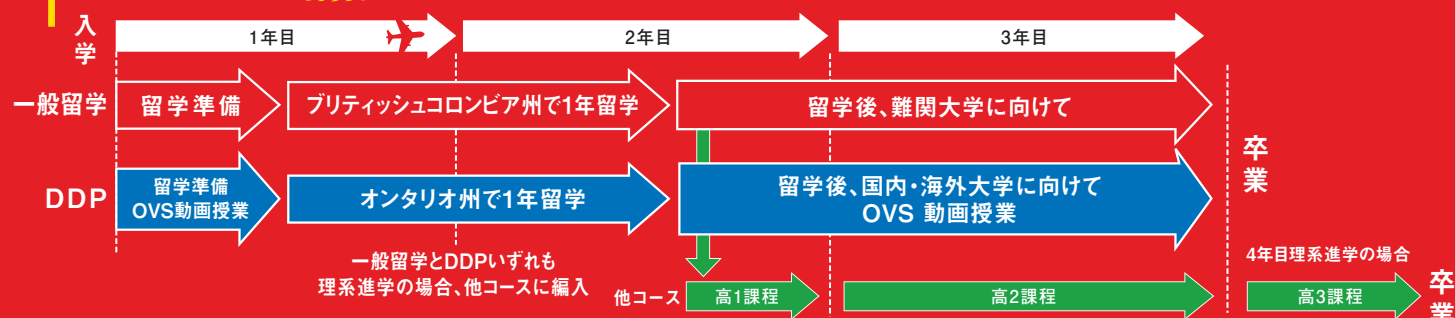 入学
1年目
2年目
3年目
一般留学
留学準備
ブリティッシュコロンビア州で1年留学
留学後、難関大学に向けて
DDP
留学準備
OVS動画授業
オンタリオ州で1年留学
留学後、国内・海外大学に向けて
OVS 動画授業
卒業
一般留学とDDPいずれも
理系進学の場合、他コースに編入
他コース
高1課程
高2課程
4年目理系進学の場合
高3課程
卒業